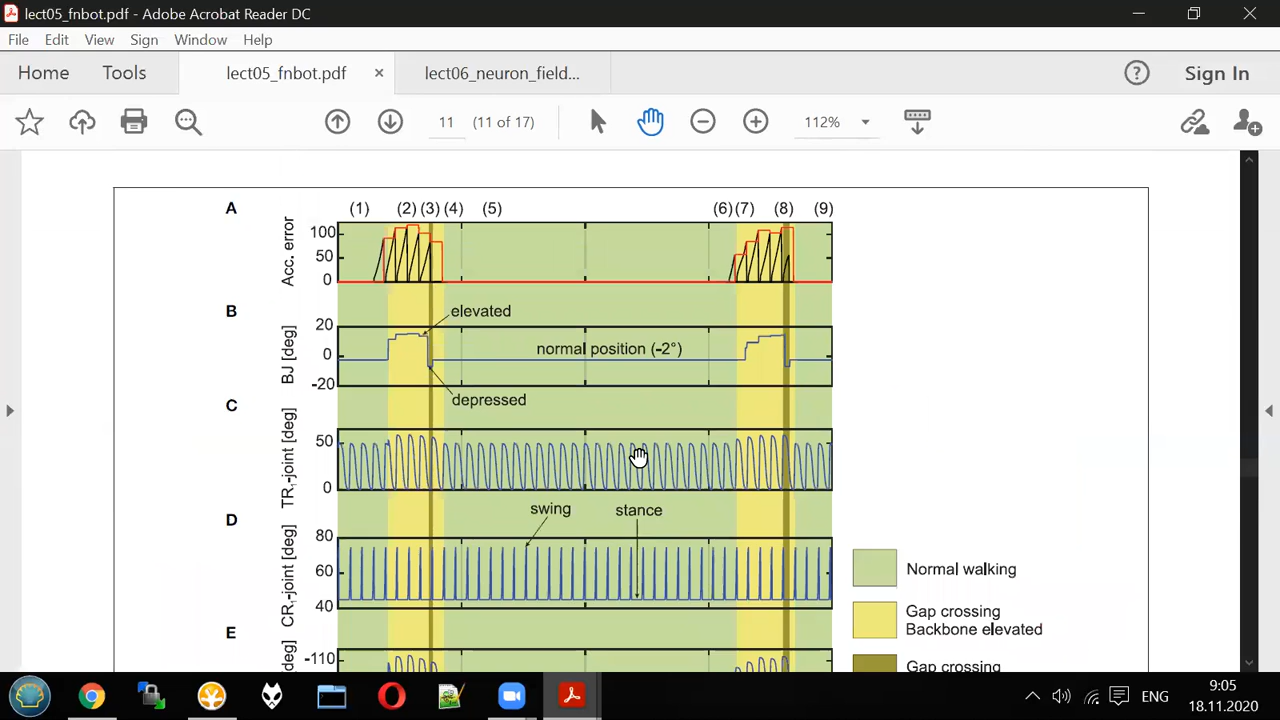 lect05_fnbot.pdf - Adobe Acrobat Reader DC
File Edit View Sign Window Help
Home Tools lect05_fnbot.pdf × lect06_neuron_field... Sign In
11 (11 of 17) 112%
A (1) (2) (3) (4) (5) (6) (7) (8) (9)
Acc. error
100
50
0
B
BJ [deg]
20
0
-20
elevated
normal position (-2°)
depressed
C
TR₁-joint [deg]
50
0
D
CR₁-joint [deg]
80
60
40
swing stance
E
[deg]
-110
Normal walking
Gap crossing
Backbone elevated
Gap crossing
ENG
9:05
18.11.2020